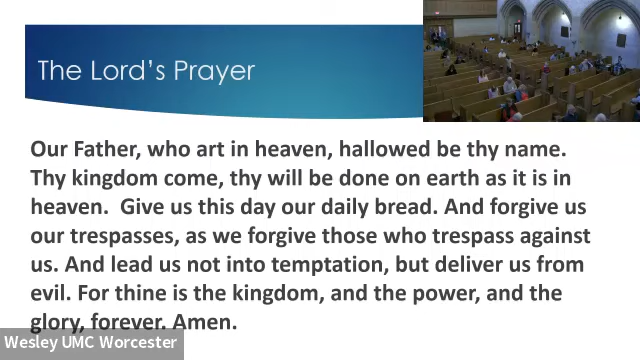 The Lord's Prayer
Our Father, who art in heaven, hallowed be thy name.
Thy kingdom come, thy will be done on earth as it is in
heaven.  Give us this day our daily bread. And forgive us
our trespasses, as we forgive those who trespass against
us. And lead us not into temptation, but deliver us from
evil. For thine is the kingdom, and the power, and the
glory, forever. Amen.
Wesley UMC Worcester